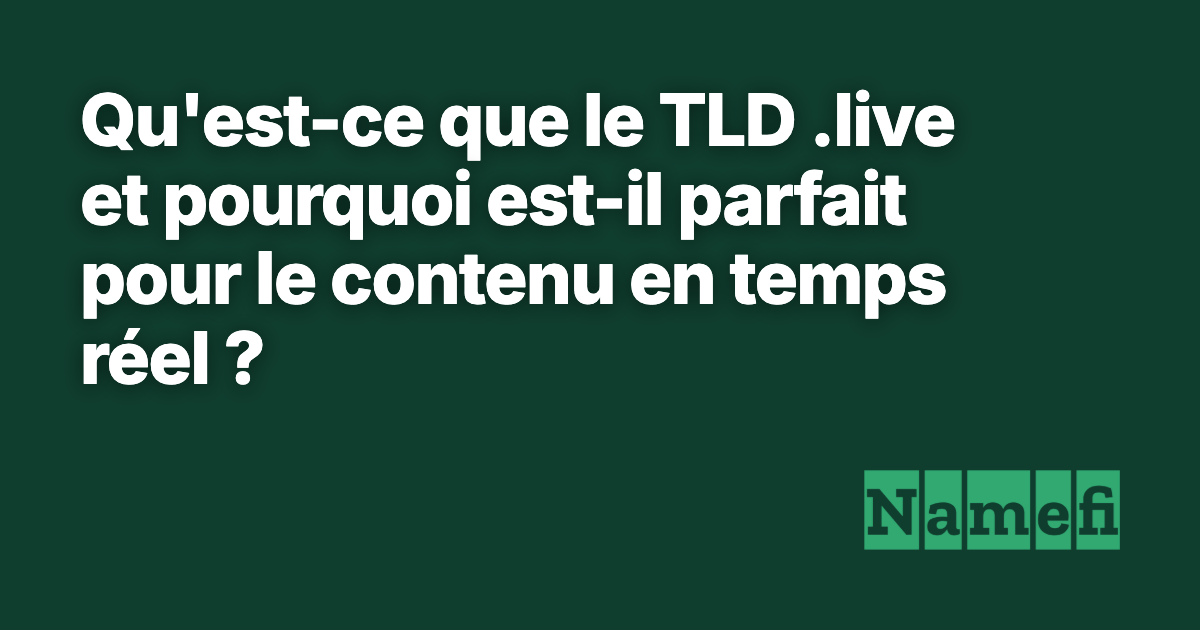 Qu'est-ce que le TLD .live
et pourquoi est-il parfait
pour le contenu en temps
réel ?
Namefi